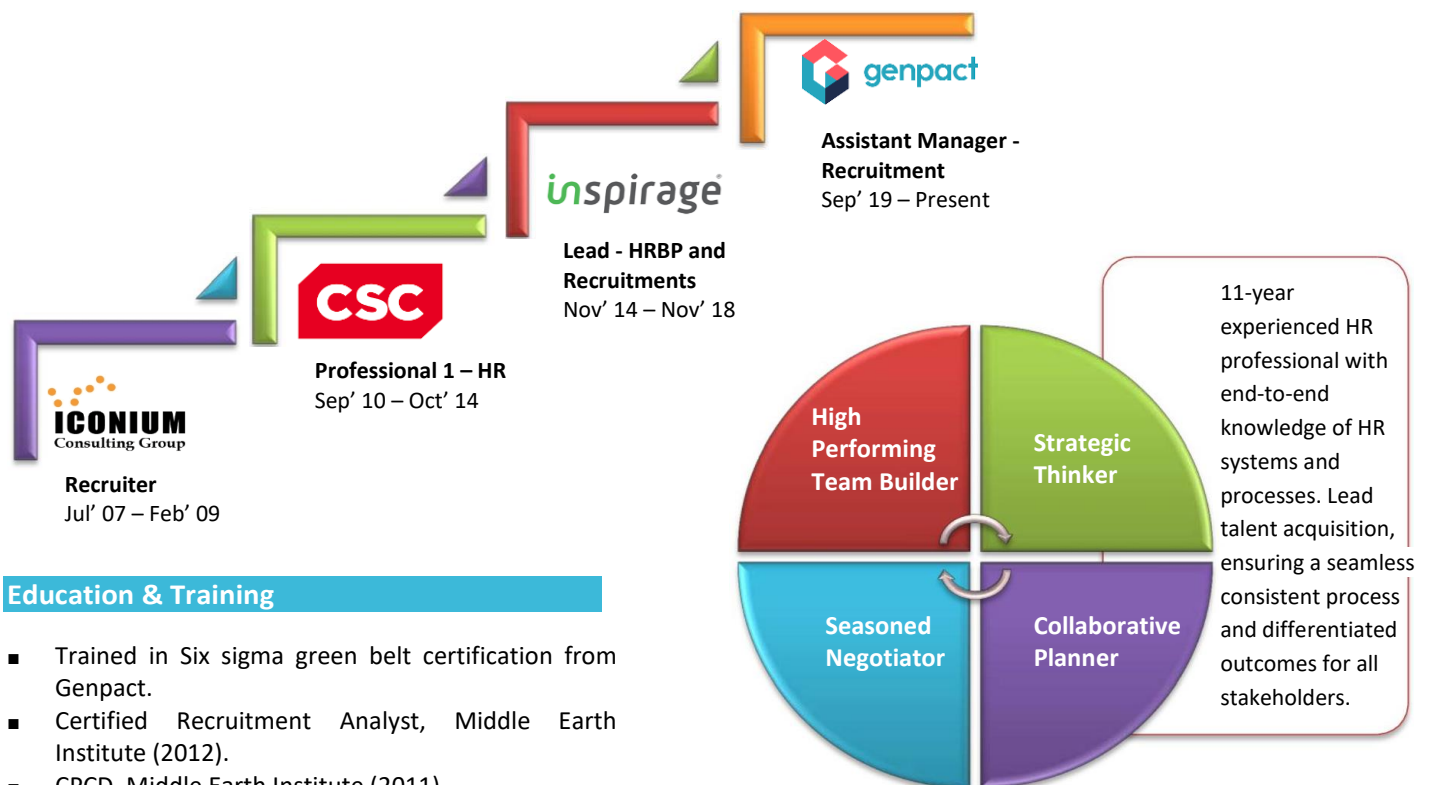 genpact
Assistant Manager -
Recruitment
Sep’ 19 – Present
inspirage
Lead - HRBP and
Recruitments
Nov’ 14 – Nov’ 18
CSC
Professional 1 – HR
Sep’ 10 – Oct’ 14
ICONIUM
Consulting Group
Recruiter
Jul’ 07 – Feb’ 09
High
Performing
Team Builder
Strategic
Thinker
Seasoned
Negotiator
Collaborative
Planner
11-year
experienced HR
professional with
end-to-end
knowledge of HR
systems and
processes. Lead
talent acquisition,
ensuring a seamless
consistent process
and differentiated
outcomes for all
stakeholders.
Education & Training
■ Trained in Six sigma green belt certification from
Genpact.
■ Certified Recruitment Analyst, Middle Earth
Institute (2012).
Middle Earth Institute (2011)